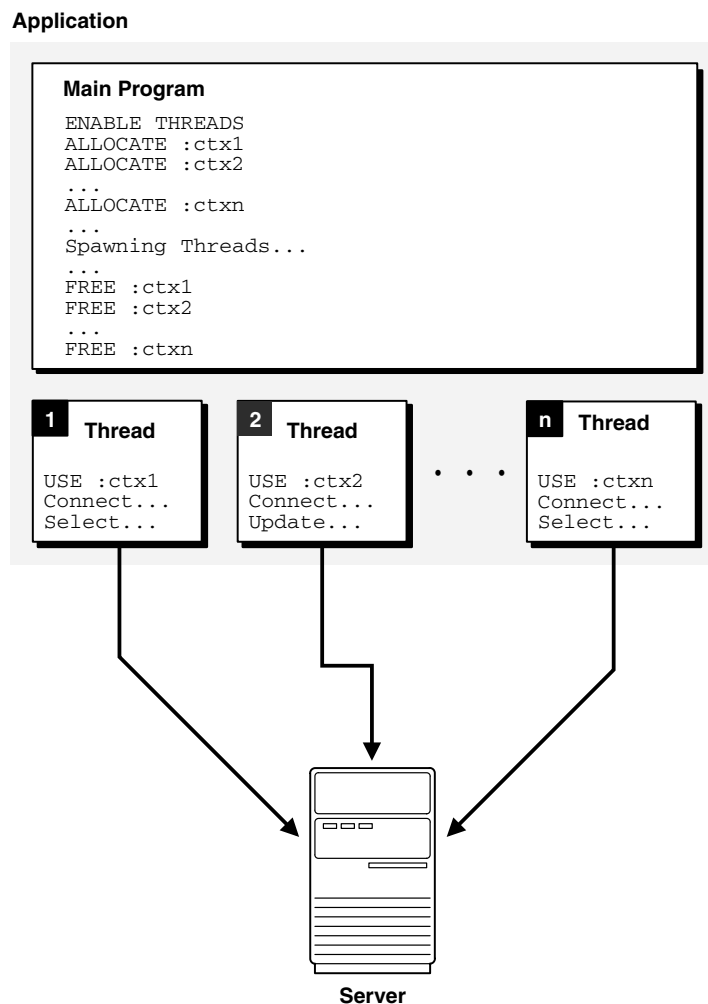 Application
Main Program
ENABLE THREADS
ALLOCATE :ctx1
ALLOCATE :ctx2
...
ALLOCATE :ctxn
...
Spawning Threads...
...
FREE :ctx1
FREE :ctx2
...
FREE :ctxn
1
Thread
USE :ctx1
Connect...
Select...
2
Thread
USE :ctx2
Connect...
Update...
. . .
n
Thread
USE :ctxn
Connect...
Select...
Server